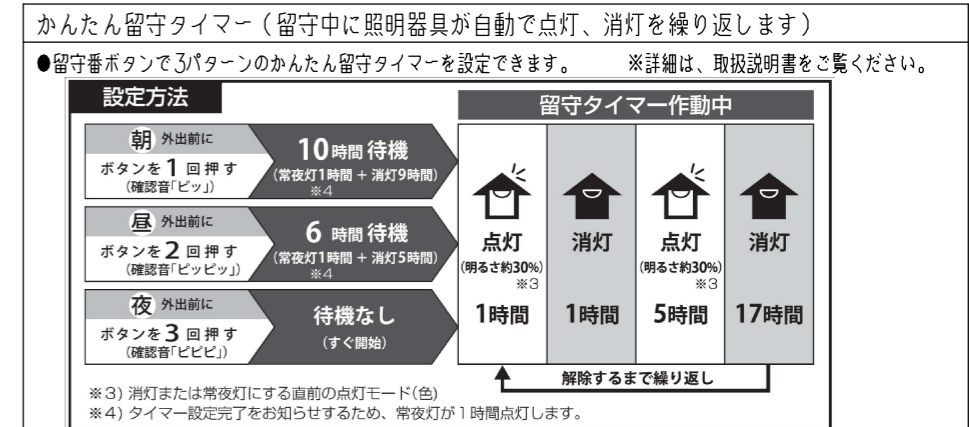 かんたん留守タイマー(留守中に照明器具が自動で点灯、消灯を繰り返します)
●留守番ボタンで3パターンのかんたん留守タイマーを設定できます。 ※詳細は、取扱説明書をご覧ください。
設定方法
留守タイマー作動中
朝 外出前に
ボタンを1回押す
(確認音「ピッ」)
10時間待機
(常夜灯1時間 + 消灯9時間)
※4
昼 外出前に
ボタンを2回押す
(確認音「ピッピッ」)
6時間待機
(常夜灯1時間 + 消灯5時間)
※4
夜 外出前に
ボタンを3回押す
(確認音「ピピピ」)
待機なし
(すぐ開始)
点灯
(明るさ約30%)
※3
1時間
消灯
1時間
点灯
(明るさ約30%)
※3
5時間
消灯
17時間
解除するまで繰り返し
※3) 消灯または常夜灯にする直前の点灯モード(色)
※4) タイマー設定完了をお知らせするため、常夜灯が1時間点灯します。